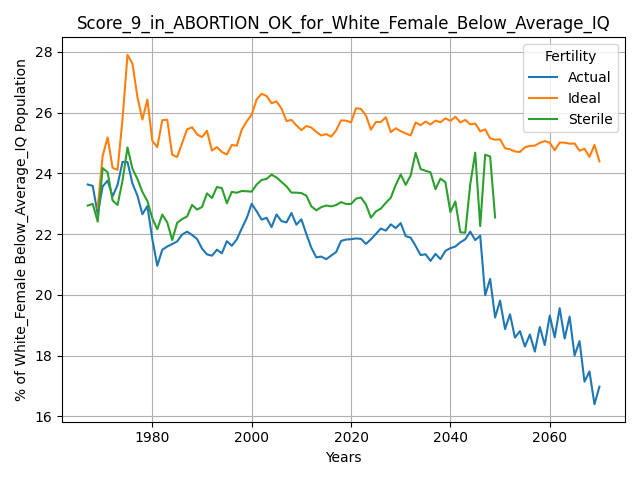 Score_9_in_ABORTION_OK_for_White_Female_Below_Average_IQ
% of White_Female Below_Average_IQ Population
28
26
24
22
20
18
16
Fertility
Actual
Ideal
Sterile
1980
2000
2020
2040
2060
Years